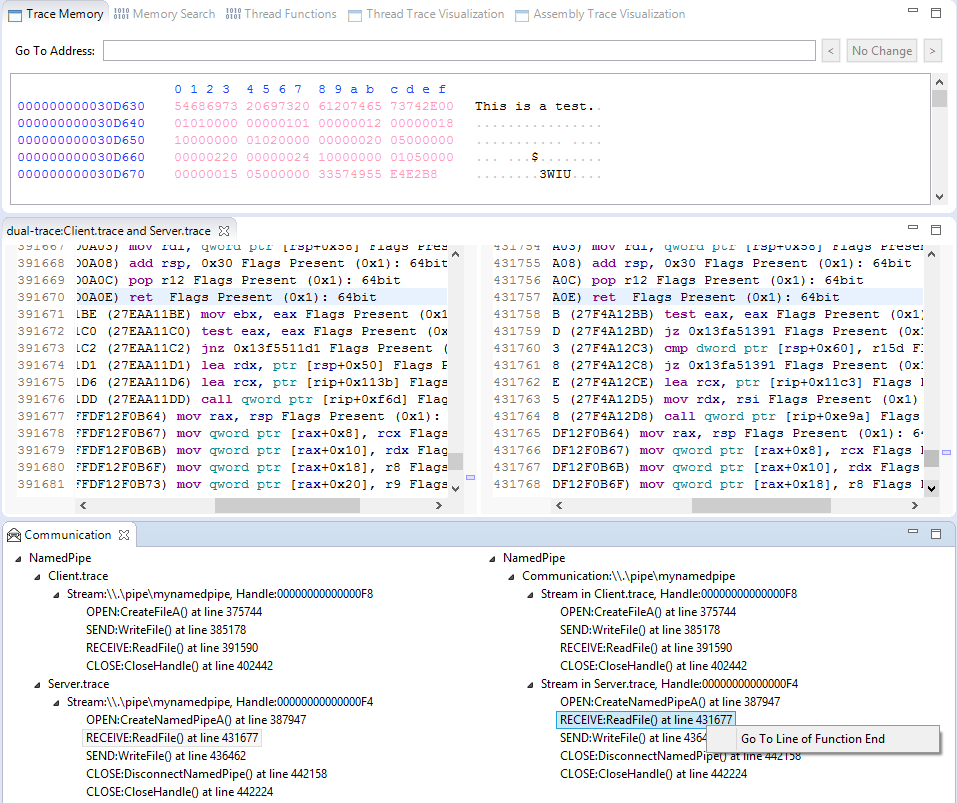 Trace Memory Memory Search Thread Functions Thread Trace Visualization Assembly Trace Visualization
Go To Address: < No Change >
0 1 2 3 4 5 6 7 8 9 a b c d e f
000000000030D630 54686973 20697320 61207465 73742E00 This is a test..
000000000030D640 01010000 00000101 00000012 00000018 ................
000000000030D650 10000000 01020000 00000020 05000000 ........... ....
000000000030D660 00000220 00000024 10000000 01050000 ... ...$........
000000000030D670 00000015 05000000 33574955 E4E2B8 ........3WIU....
dual-trace:Client.trace and Server.trace
391667 00A03) mov rdi, qword ptr [rsp+0x58] Flags Pres
391668 00A08) add rsp, 0x30 Flags Present (0x1): 64bit
391669 00A0C) pop r12 Flags Present (0x1): 64bit
391670 00A0E) ret Flags Present (0x1): 64bit
391671 1BE (27EAA11BE) mov ebx, eax Flags Present (0x1
391672 1C0 (27EAA11C0) test eax, eax Flags Present (0x
391673 1C2 (27EAA11C2) jnz 0x13f5511d1 Flags Present (
391674 1D1 (27EAA11D1) lea rdx, ptr [rsp+0x50] Flags P
391675 1D6 (27EAA11D6) lea rcx, ptr [rip+0x113b] Flags
391676 1DD (27EAA11DD) call qword ptr [rip+0xf6d] Flag
391677 FFDF12F0B64) mov rax, rsp Flags Present (0x1):
391678 FFDF12F0B67) mov qword ptr [rax+0x8], rcx Flags
391679 FFDF12F0B6B) mov qword ptr [rax+0x10], rdx Flag
391680 FFDF12F0B6F) mov qword ptr [rax+0x18], r8 Flags
391681 FFDF12F0B73) mov qword ptr [rax+0x20], r9 Flags
431754 A03) mov rdi, qword ptr [rsp+0x58] Flags Pres
431755 A08) add rsp, 0x30 Flags Present (0x1): 64bit
431756 A0C) pop r12 Flags Present (0x1): 64bit
431757 A0E) ret Flags Present (0x1): 64bit
431758 B (27F4A12BB) test eax, eax Flags Present (0x1)
431759 D (27F4A12BD) jz 0x13fa51391 Flags Present (0x1
431760 3 (27F4A12C3) cmp dword ptr [rsp+0x60], r15d F
431761 8 (27F4A12C8) jz 0x13fa51391 Flags Present (0x1
431762 E (27F4A12CE) lea rcx, ptr [rip+0x11c3] Flags P
431763 5 (27F4A12D5) mov rdx, rsi Flags Present (0x1)
431764 8 (27F4A12D8) call qword ptr [rip+0xe9a] Flags
431765 DF12F0B64) mov rax, rsp Flags Present (0x1): 64
431766 DF12F0B67) mov qword ptr [rax+0x8], rcx Flags P
431767 DF12F0B6B) mov qword ptr [rax+0x10], rdx Flags
431768 DF12F0B6F) mov qword ptr [rax+0x18], r8 Flags P
Communication
NamedPipe
Client.trace
Stream:\\.\pipe\mynamedpipe, Handle:00000000000000F8
OPEN:CreateFileA() at line 375744
SEND:WriteFile() at line 385178
RECEIVE:ReadFile() at line 391590
CLOSE:CloseHandle() at line 402442
Server.trace
Stream:\\.\pipe\mynamedpipe, Handle:00000000000000F4
OPEN:CreateNamedPipeA() at line 387947
RECEIVE:ReadFile() at line 431677
SEND:WriteFile() at line 436462
CLOSE:DisconnectNamedPipe() at line 442158
CLOSE:CloseHandle() at line 442224
NamedPipe
Communication:\\.\pipe\mynamedpipe
Stream in Client.trace, Handle:00000000000000F8
OPEN:CreateFileA() at line 375744
SEND:WriteFile() at line 385178
RECEIVE:ReadFile() at line 391590
CLOSE:CloseHandle() at line 402442
Stream in Server.trace, Handle:00000000000000F4
OPEN:CreateNamedPipeA() at line 387947
RECEIVE:ReadFile() at line 431677
SEND:WriteFile() at line 4364
Go To Line of Function End
CLOSE:DisconnectNamedPipe() at line 442158
CLOSE:CloseHandle() at line 442224